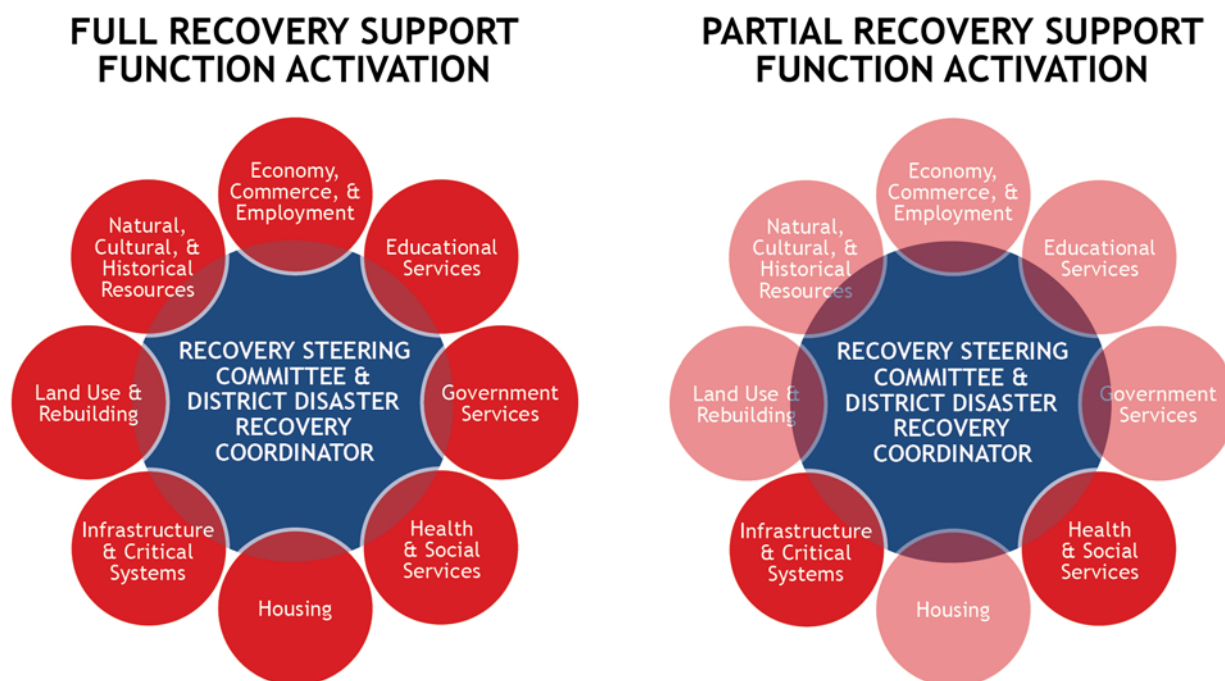 FULL RECOVERY SUPPORT
FUNCTION ACTIVATION
Economy,
Commerce, &
Employment
Natural,
Cultural, &
Historical
Resources
Educational
Services
RECOVERY STEERING
COMMITTEE &
DISTRICT DISASTER
RECOVERY
COORDINATOR
Land Use &
Rebuilding
Government
Services
Infrastructure
& Critical
Systems
Health
& Social
Services
Housing
PARTIAL RECOVERY SUPPORT
FUNCTION ACTIVATION
Economy,
Commerce, &
Employment
Natural,
Cultural, &
Historical
Resources
Educational
Services
RECOVERY STEERING
COMMITTEE &
DISTRICT DISASTER
RECOVERY
COORDINATOR
Land Use &
Rebuilding
Government
Services
Infrastructure
& Critical
Systems
Health
& Social
Services
Housing